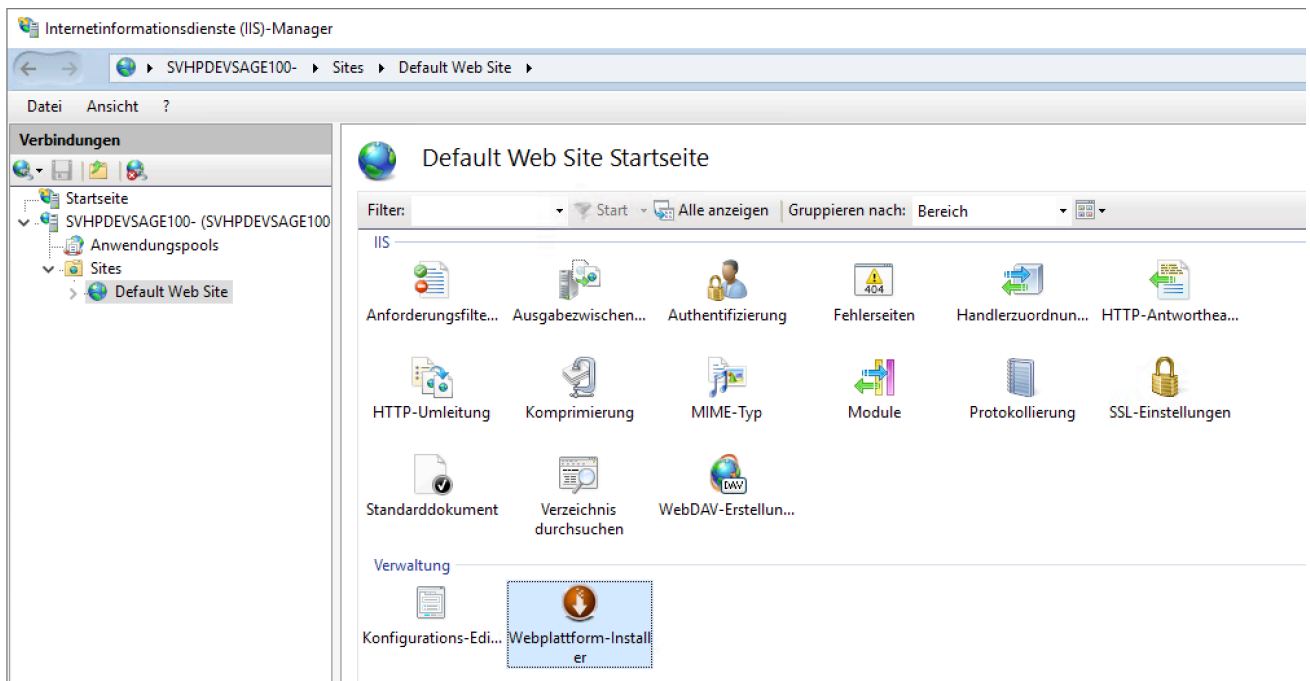 Internetinformationsdienste (IIS)-Manager
SVHPDEVSAGE100- Sites Default Web Site
Datei Ansicht ?
Verbindungen
Startseite
SVHPDEVSAGE100- (SVHPDEVSAGE100
Anwendungspools
Sites
Default Web Site
Default Web Site Startseite
Filter: Start Alle anzeigen Gruppieren nach: Bereich
IIS
Anforderungsfilte... Ausgabezwischen... Authentifizierung Fehlerseiten Handlerzuordnun... HTTP-Antworthea...
HTTP-Umleitung Komprimierung MIME-Typ Module Protokollierung SSL-Einstellungen
Standarddokument Verzeichnis durchsuchen WebDAV-Erstellun...
Verwaltung
Konfigurations-Edi... Webplattform-Install
er
404
DAV